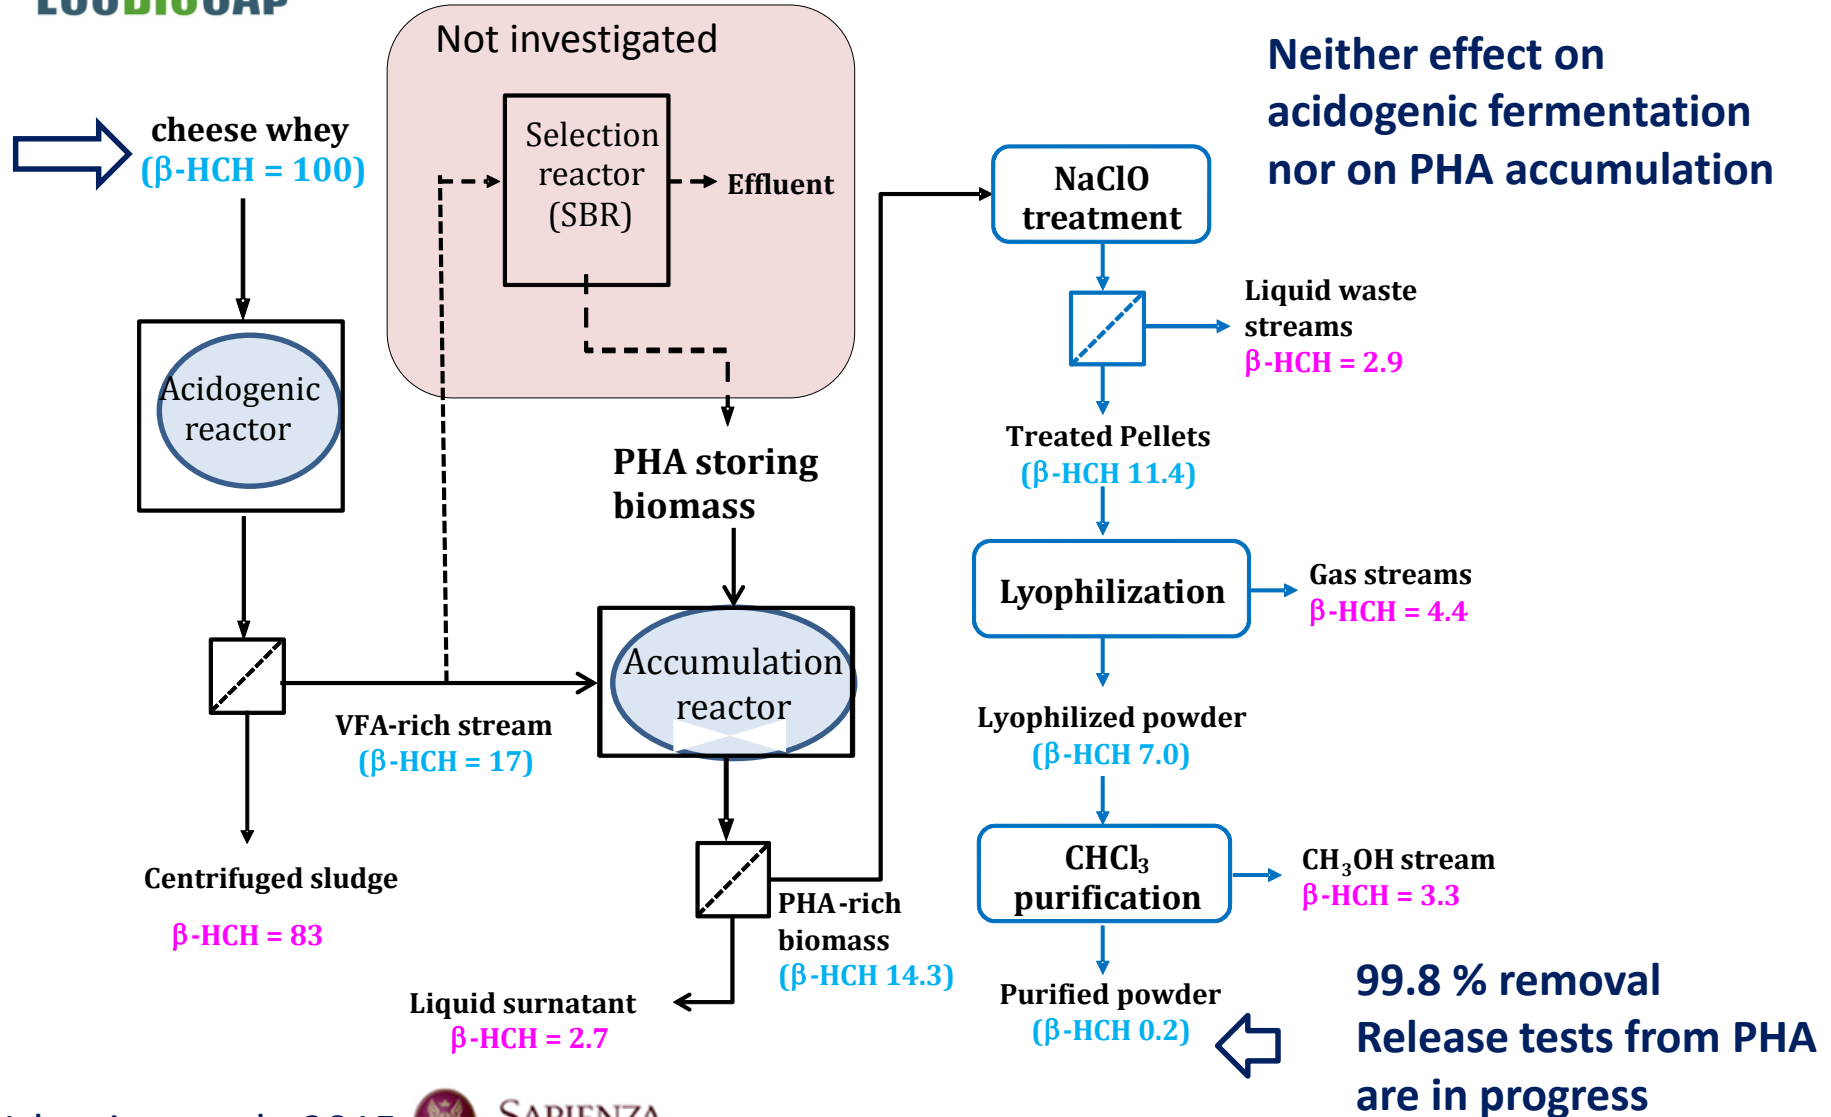 Not investigated
Neither effect on
acidogenic fermentation
nor on PHA accumulation
cheese whey
(β-HCH = 100)
Selection
reactor
(SBR)
Effluent
NaClO
treatment
Liquid waste
streams
β-HCH = 2.9
Acidogenic
reactor
Treated Pellets
(β-HCH 11.4)
PHA storing
biomass
Lyophilization
Gas streams
β-HCH = 4.4
Accumulation
reactor
VFA-rich stream
(β-HCH = 17)
Lyophilized powder
(β-HCH 7.0)
Centrifuged sludge
β-HCH = 83
CHCl₃
purification
CH₃OH stream
β-HCH = 3.3
PHA-rich
biomass
(β-HCH 14.3)
Liquid surnatant
β-HCH = 2.7
Purified powder
(β-HCH 0.2)
99.8 % removal
Release tests from PHA
are in progress
SAPIENZA